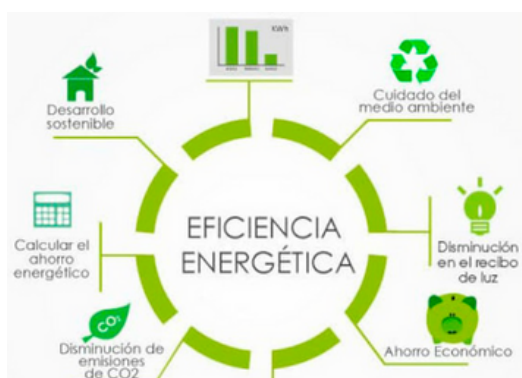 KWh
Cuidado del
medio ambiente
Desarrollo
sostenible
EFICIENCIA
ENERGÉTICA
Calcular el
ahorro
energético
Disminución
en el recibo
de luz
CO₂
Ahorro Económico
Disminución de
emisiones
de CO2